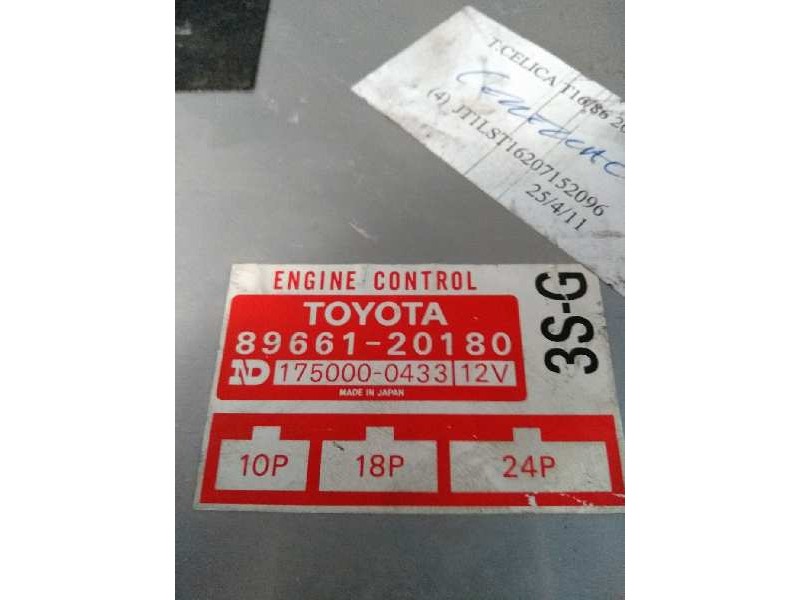 T.CELICA T16/86 20
(4) JT1LST16207152096
25/4/11
ENGINE CONTROL
TOYOTA
89661-20180
ND 175000-0433 12V
MADE IN JAPAN
3S-G
10P 18P 24P